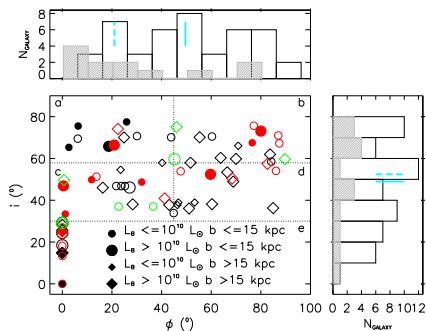 8
6
4
2
0
N_GALAXY
80
60
40
20
0
i (°)
a
b
c
d
e
L_B <=10^10 L_⊙ b <=15 kpc
L_B > 10^10 L_⊙ b <=15 kpc
L_B <=10^10 L_⊙ b >15 kpc
L_B > 10^10 L_⊙ b >15 kpc
0 20 40 60 80 100
φ (°)
0 2 4 6 8 10 12
N_GALAXY